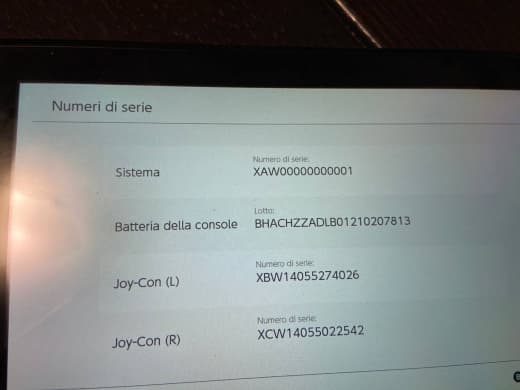 Numeri di serie
Sistema
Numero di serie:
XAW00000000001
Batteria della console
Lotto:
BHACHZZADLB01210207813
Joy-Con (L)
Numero di serie:
XBW14055274026
Joy-Con (R)
Numero di serie:
XCW14055022542